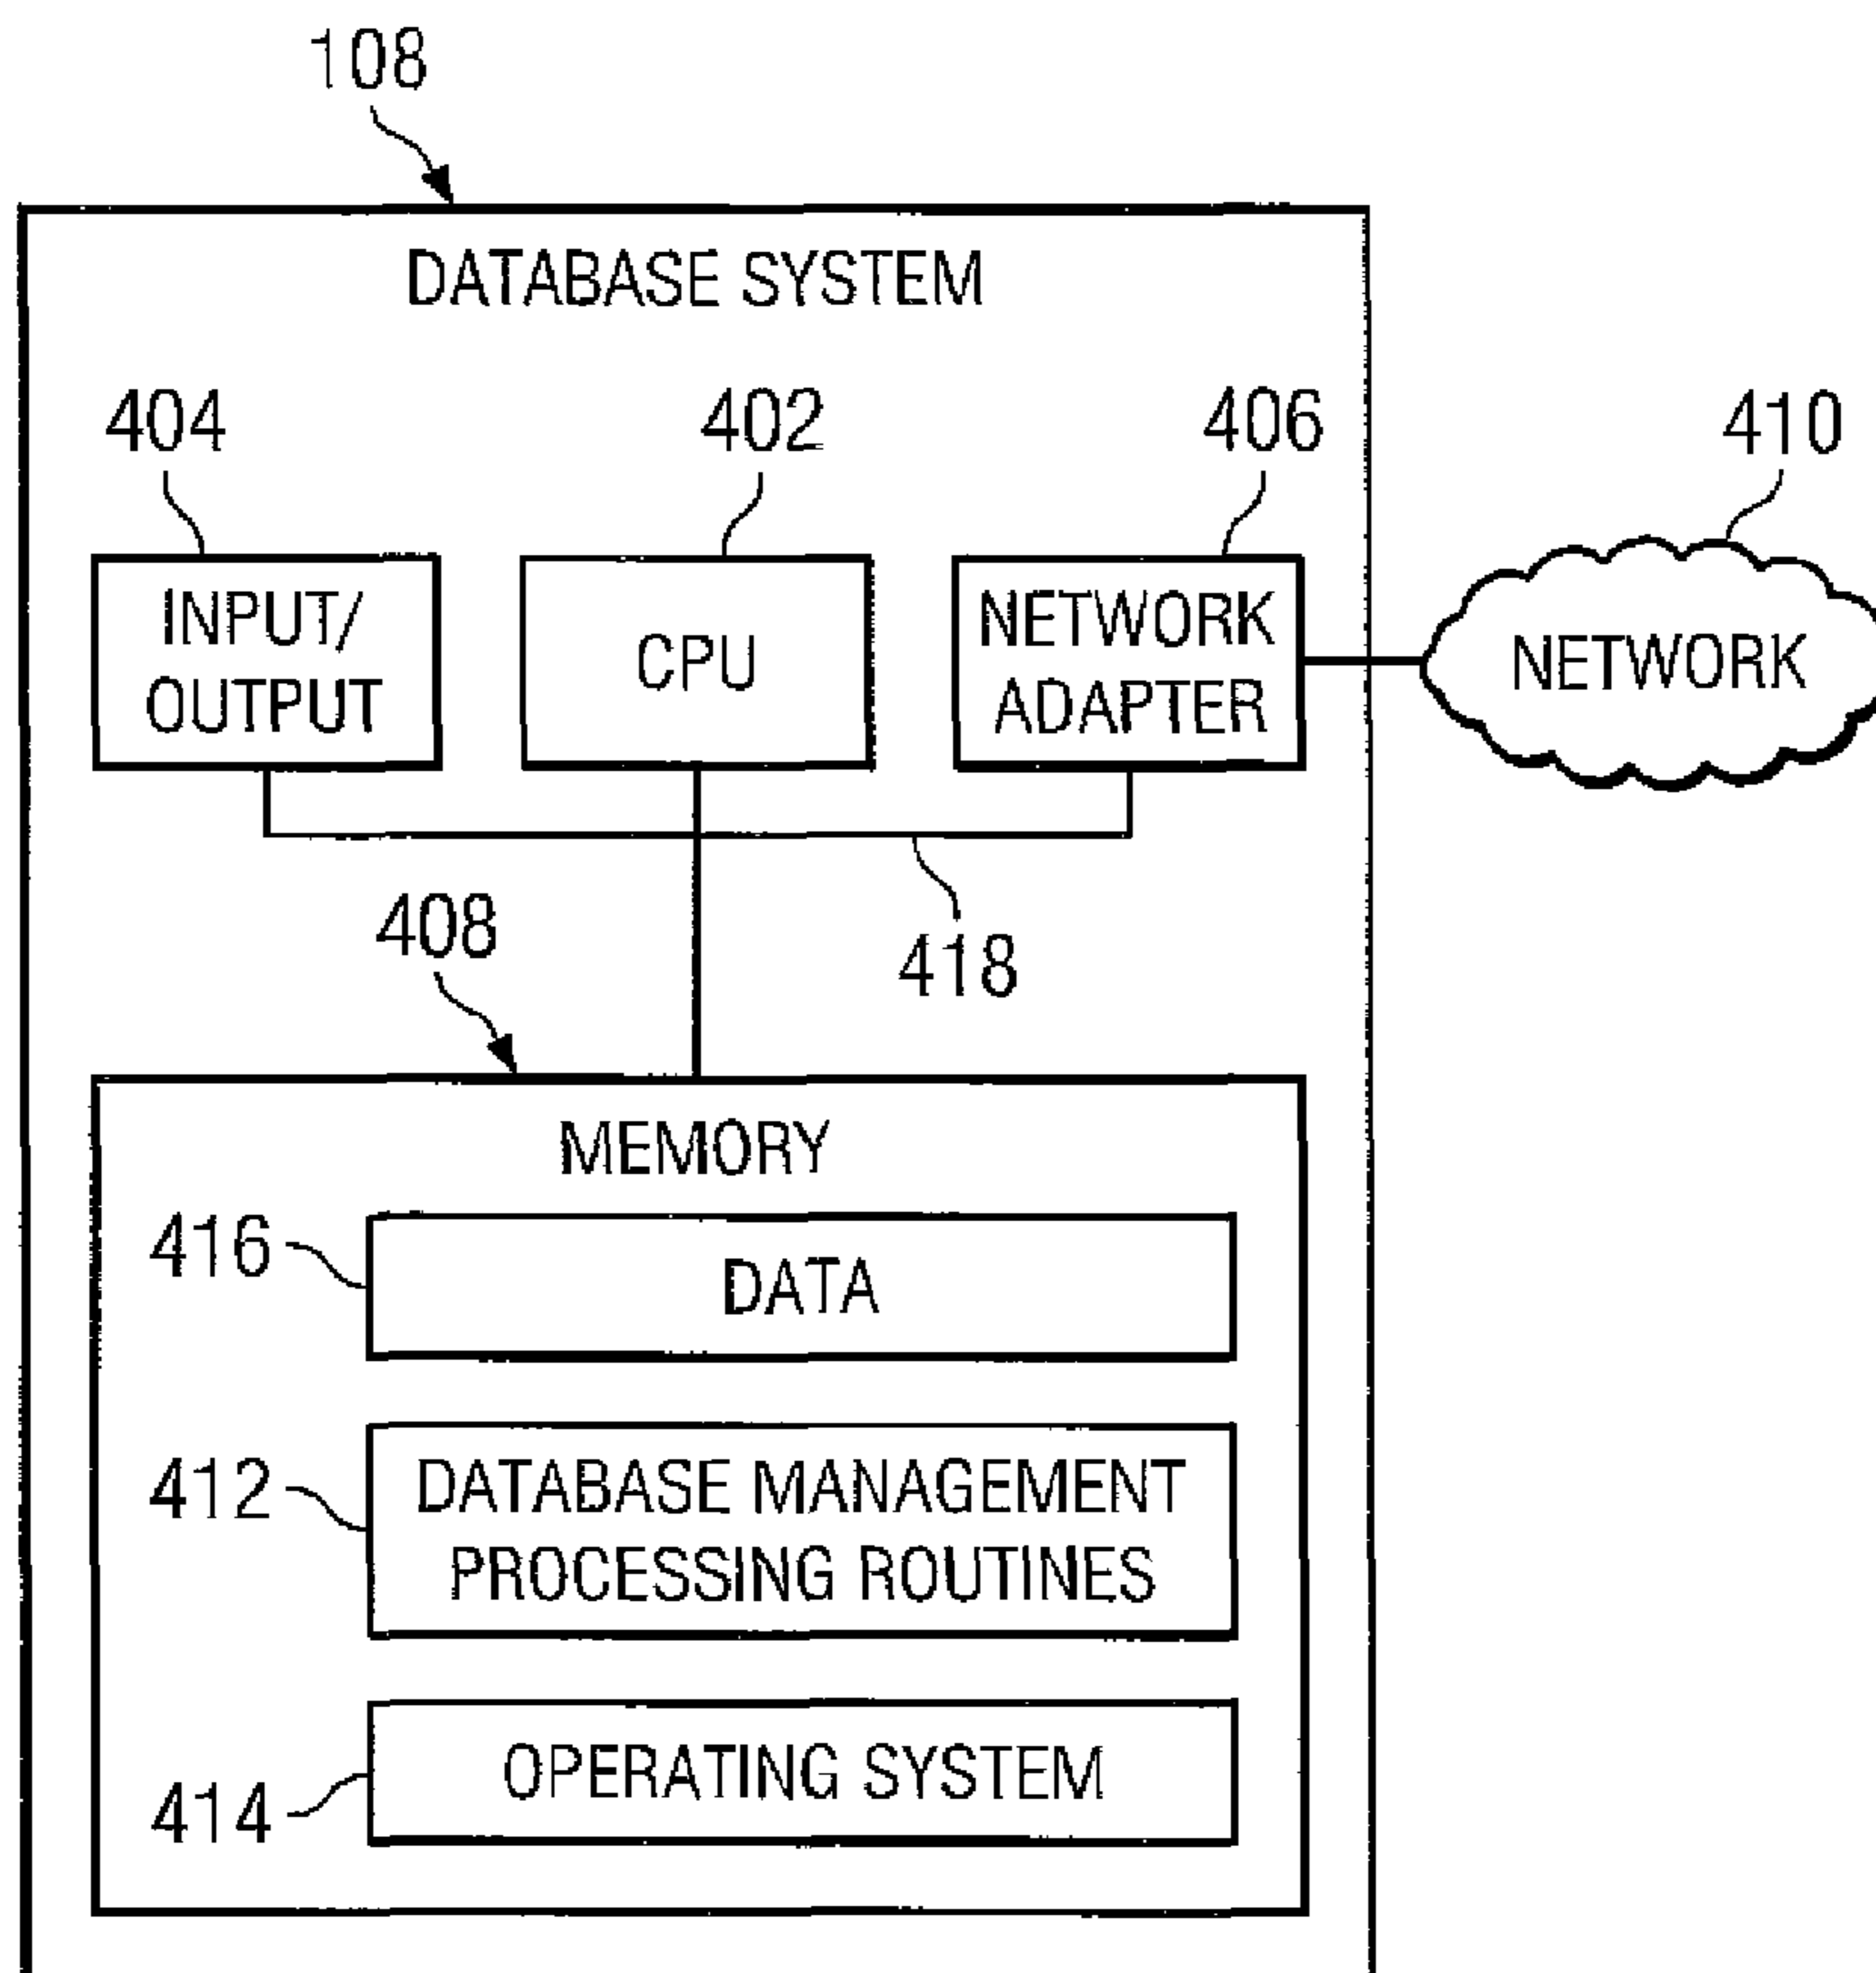 108
DATABASE SYSTEM
404
402
406
410
INPUT/
OUTPUT
CPU
NETWORK
ADAPTER
NETWORK
408
418
MEMORY
416
DATA
412
DATABASE MANAGEMENT
PROCESSING ROUTINES
OPERATING SYSTEM
414